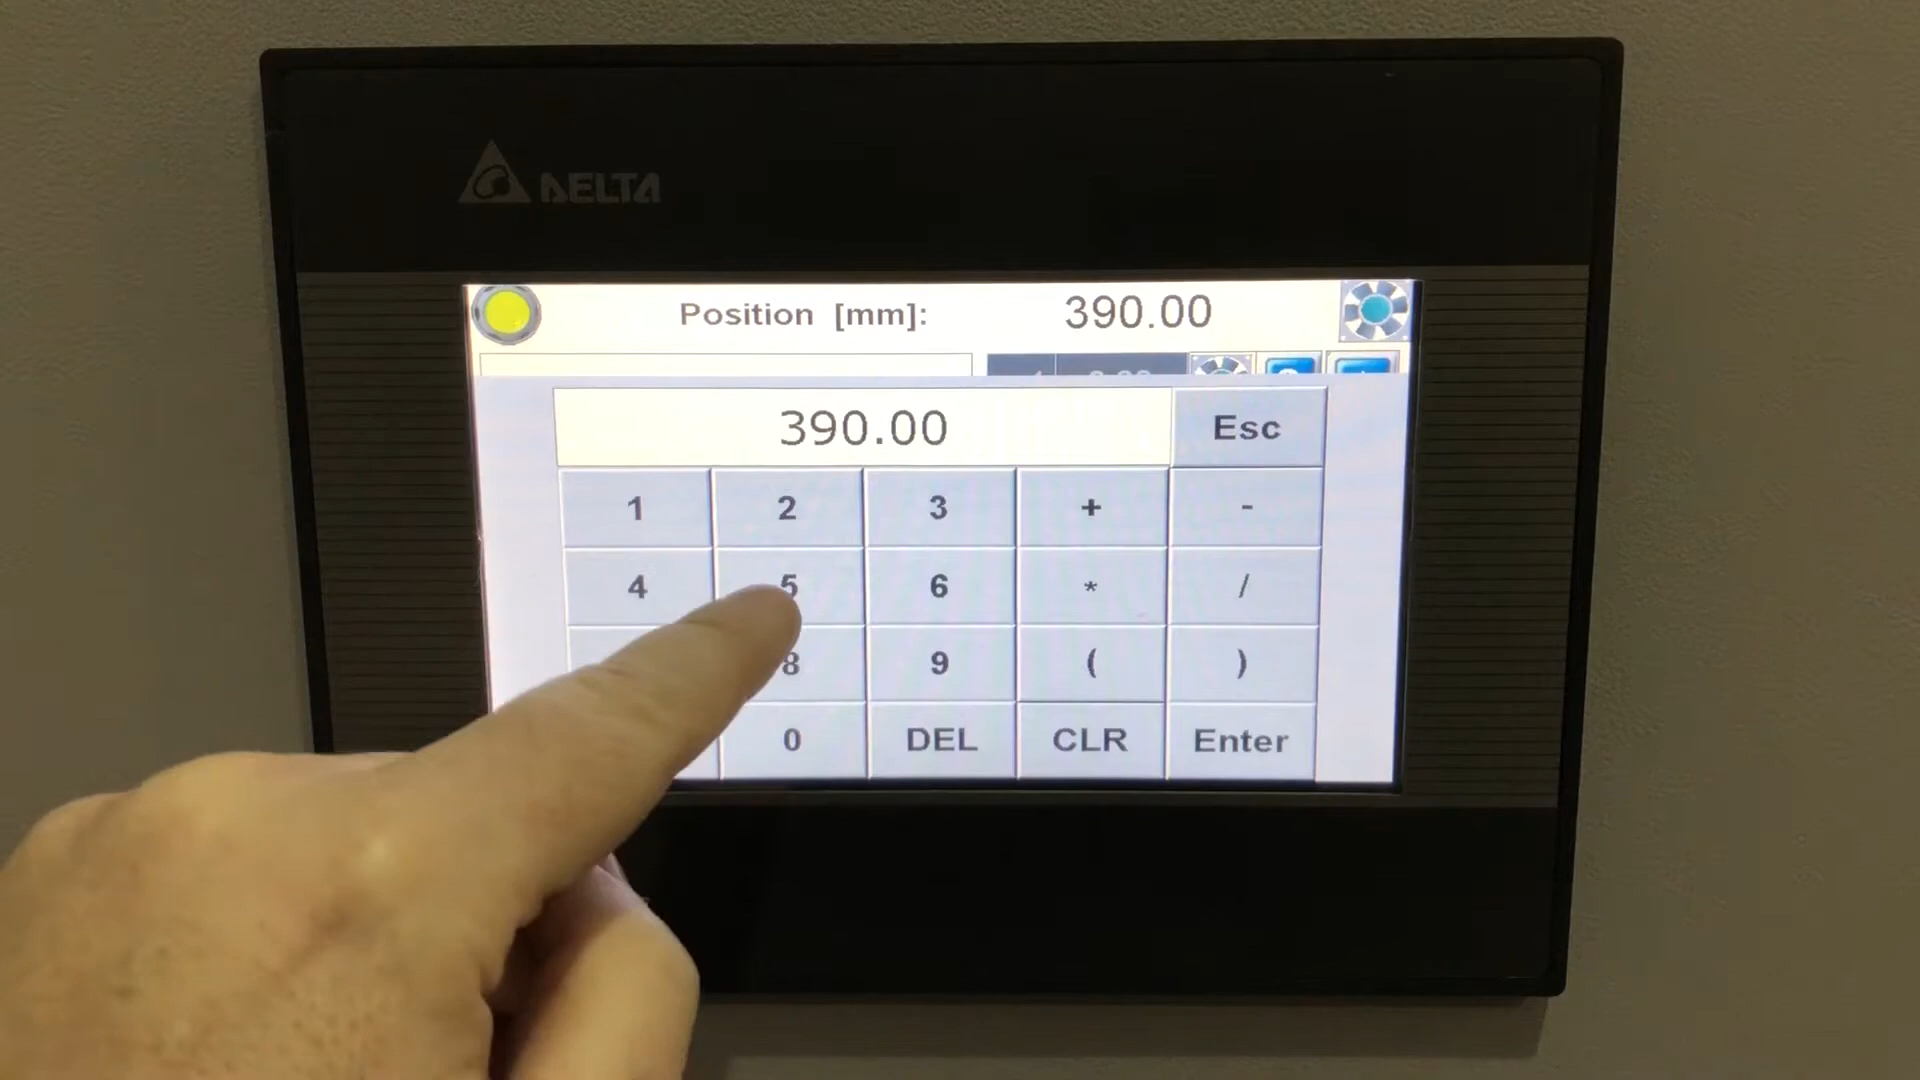 DELTA
Position [mm]: 390.00
390.00 Esc
1 2 3 + -
4 5 6 * /
8 9 ( )
0 DEL CLR Enter